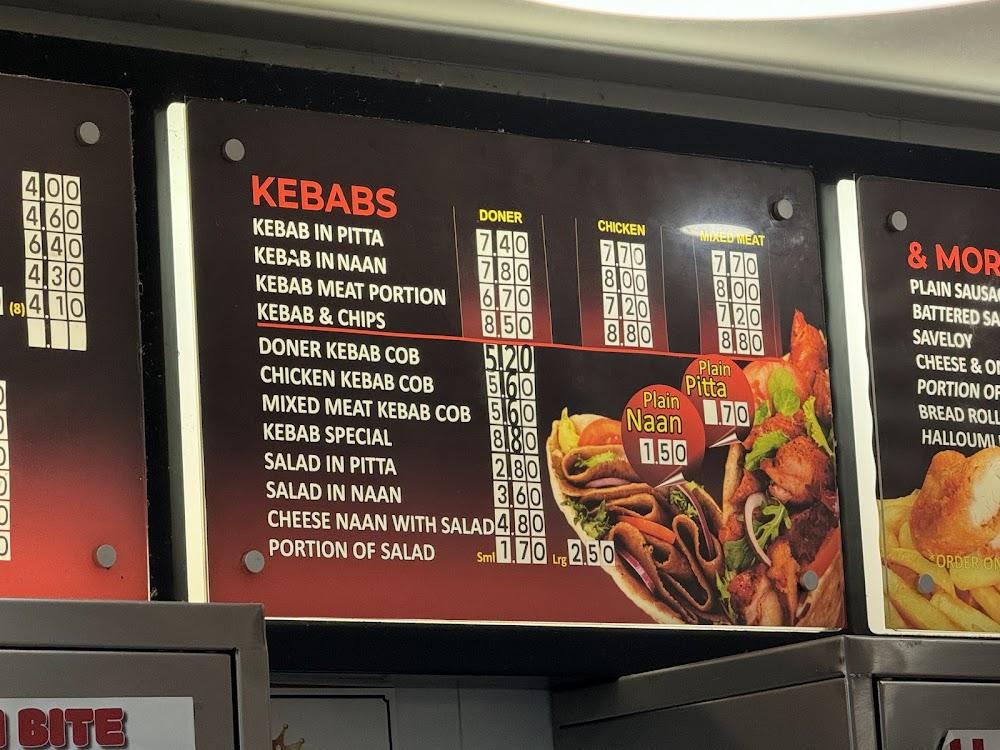 4.00
4.60
6.40
4.30
(8) 4.10
KEBABS
DONER CHICKEN MIXED MEAT
KEBAB IN PITTA 7.40 7.70 7.70
KEBAB IN NAAN 7.80 8.00 8.00
KEBAB MEAT PORTION 6.70 7.20 7.20
KEBAB & CHIPS 8.50 8.80 8.80
DONER KEBAB COB 5.20
CHICKEN KEBAB COB 5.60
MIXED MEAT KEBAB COB 5.60
KEBAB SPECIAL 8.80
SALAD IN PITTA 2.80
SALAD IN NAAN 3.60
CHEESE NAAN WITH SALAD 4.80
PORTION OF SALAD Sml 1.70 Lrg 2.50
Plain
Pitta
.70
Plain
Naan
1.50
& MOR
PLAIN SAUSA
BATTERED SA
SAVELOY
CHEESE & O
PORTION OF
BREAD ROLL
HALLOUMI
*ORDER ON
BITE